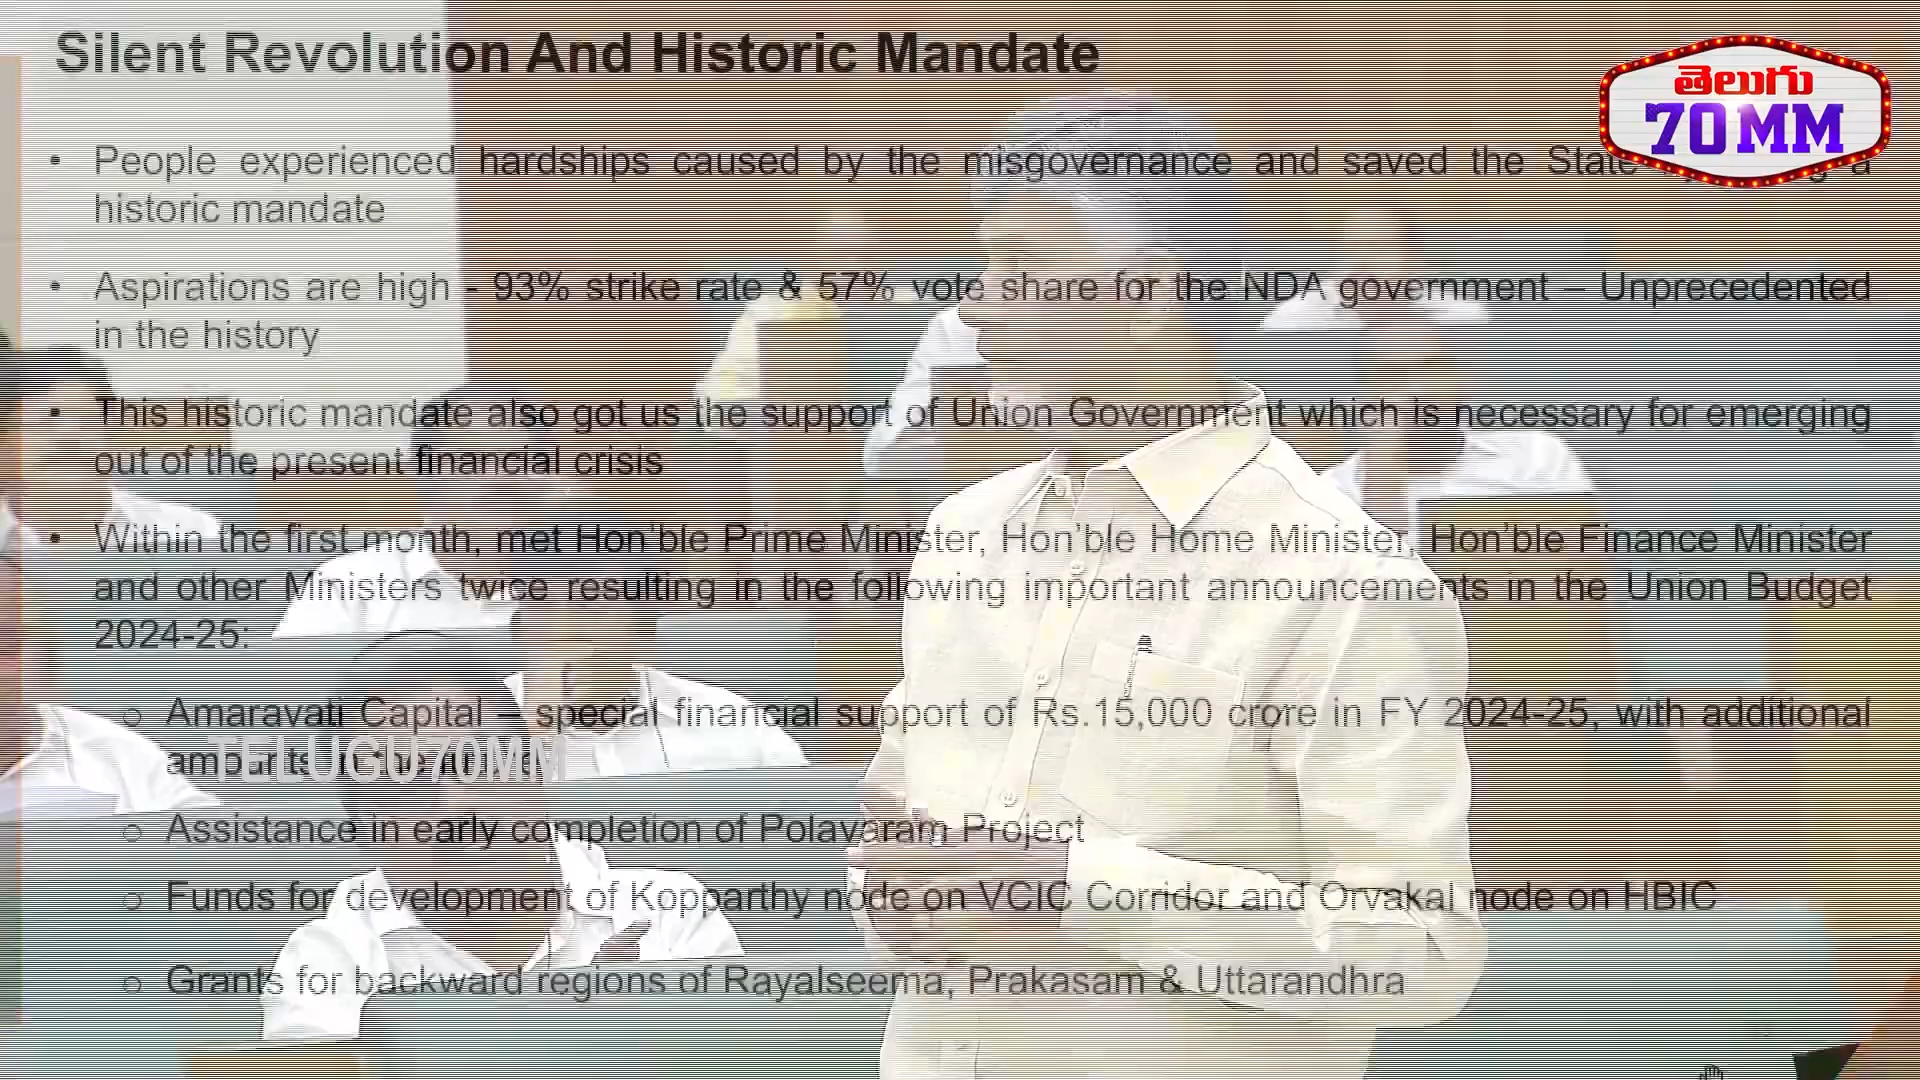 Silent Revolution And Historic Mandate
తెలుగు
70MM
• People experienced hardships caused by the misgovernance and saved the State a
historic mandate
• Aspirations are high - 93% strike rate & 57% vote share for the NDA government – Unprecedented
in the history
• This historic mandate also got us the support of Union Government which is necessary for emerging
out of the present financial crisis
• Within the first month, met Hon’ble Prime Minister, Hon’ble Home Minister, Hon’ble Finance Minister
and other Ministers twice resulting in the following important announcements in the Union Budget
2024-25:
○ Amaravati Capital – special financial support of Rs.15,000 crore in FY 2024-25, with additional
amounts in the
TELUGU70MM
○ Assistance in early completion of Polavaram Project
○ Funds for development of Kopparthy node on VCIC Corridor and Orvakal node on HBIC
○ Grants for backward regions of Rayalseema, Prakasam & Uttarandhra